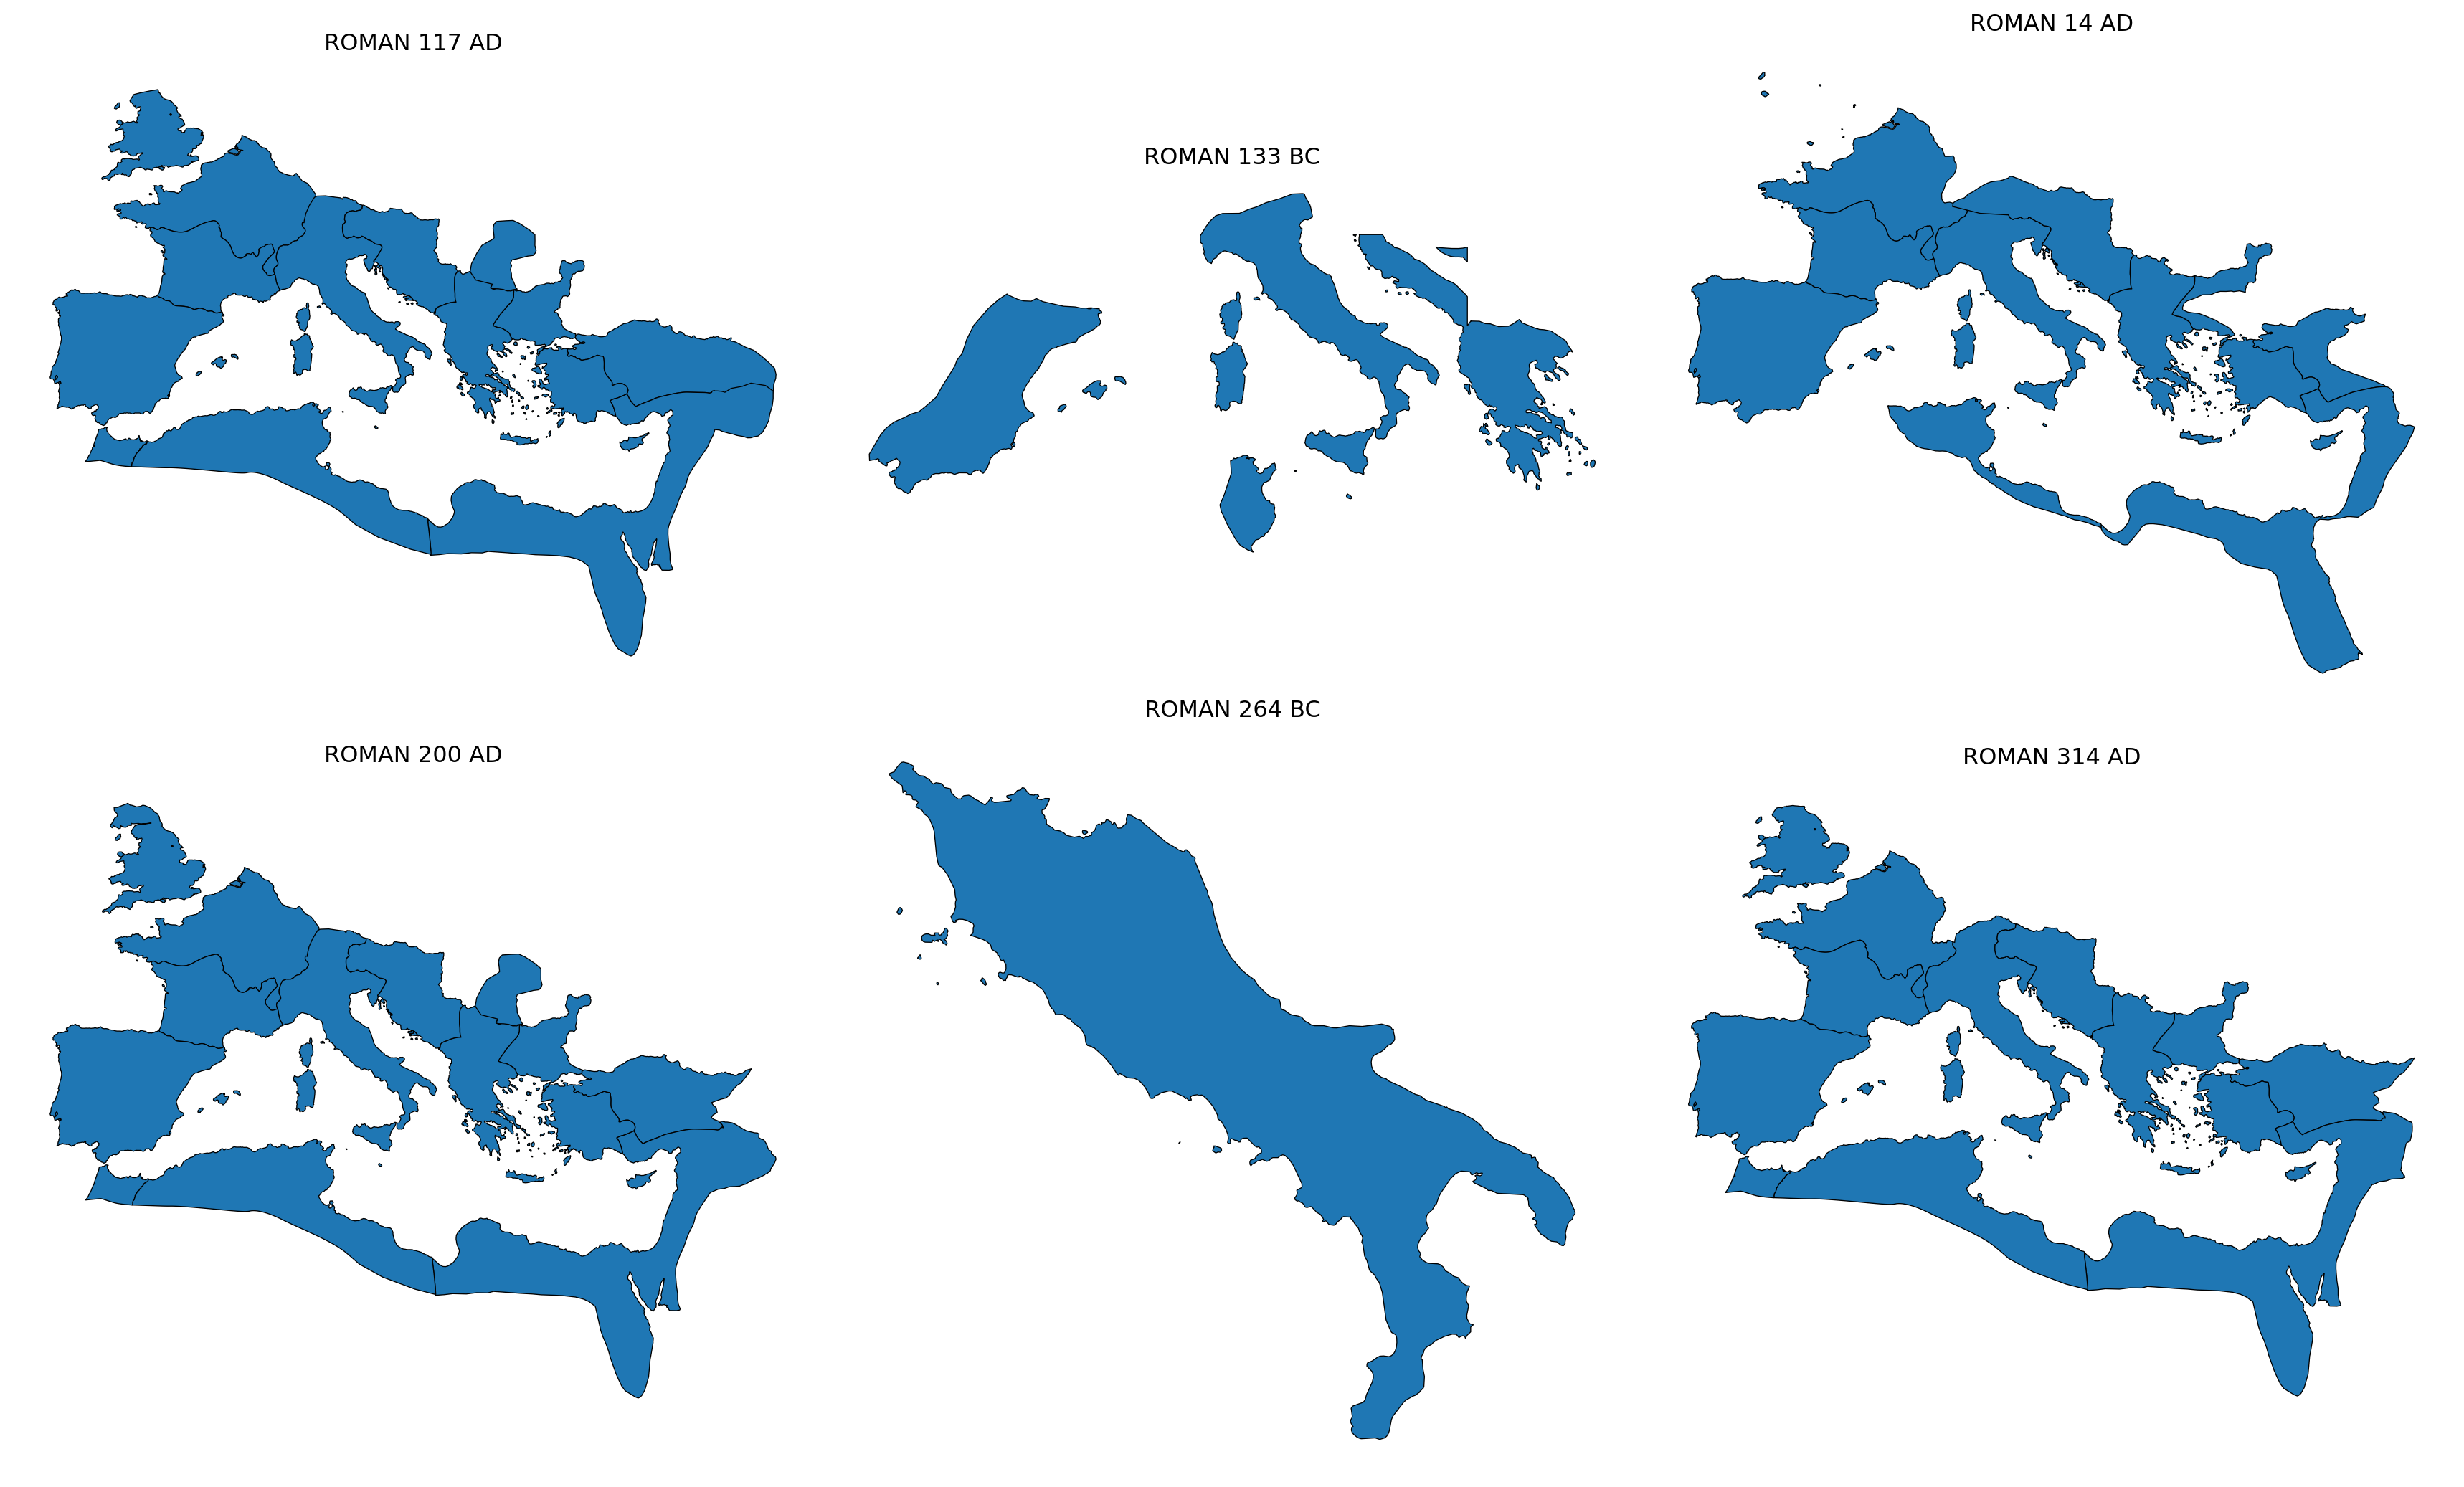 ROMAN 117 AD
ROMAN 133 BC
ROMAN 14 AD
ROMAN 200 AD
ROMAN 264 BC
ROMAN 314 AD